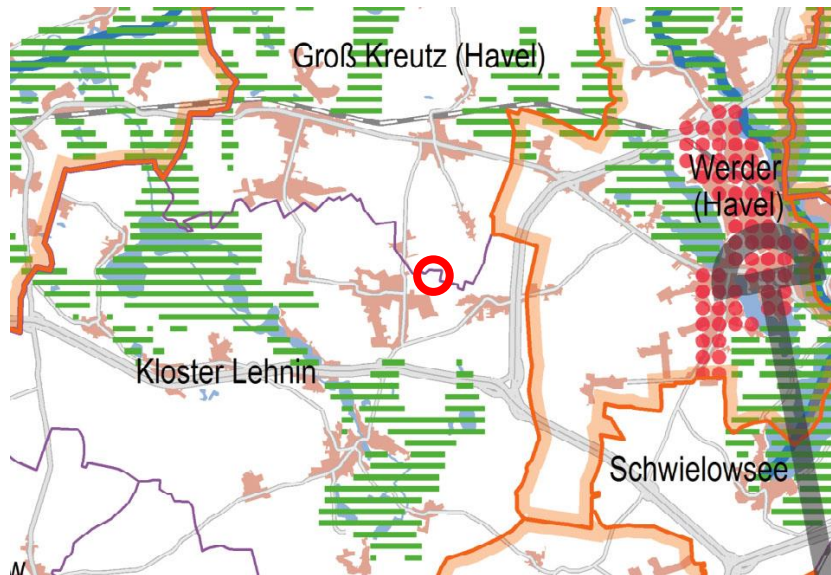 Groß Kreutz (Havel)
Werder
(Havel)
Kloster Lehnin
Schwielowsee
w